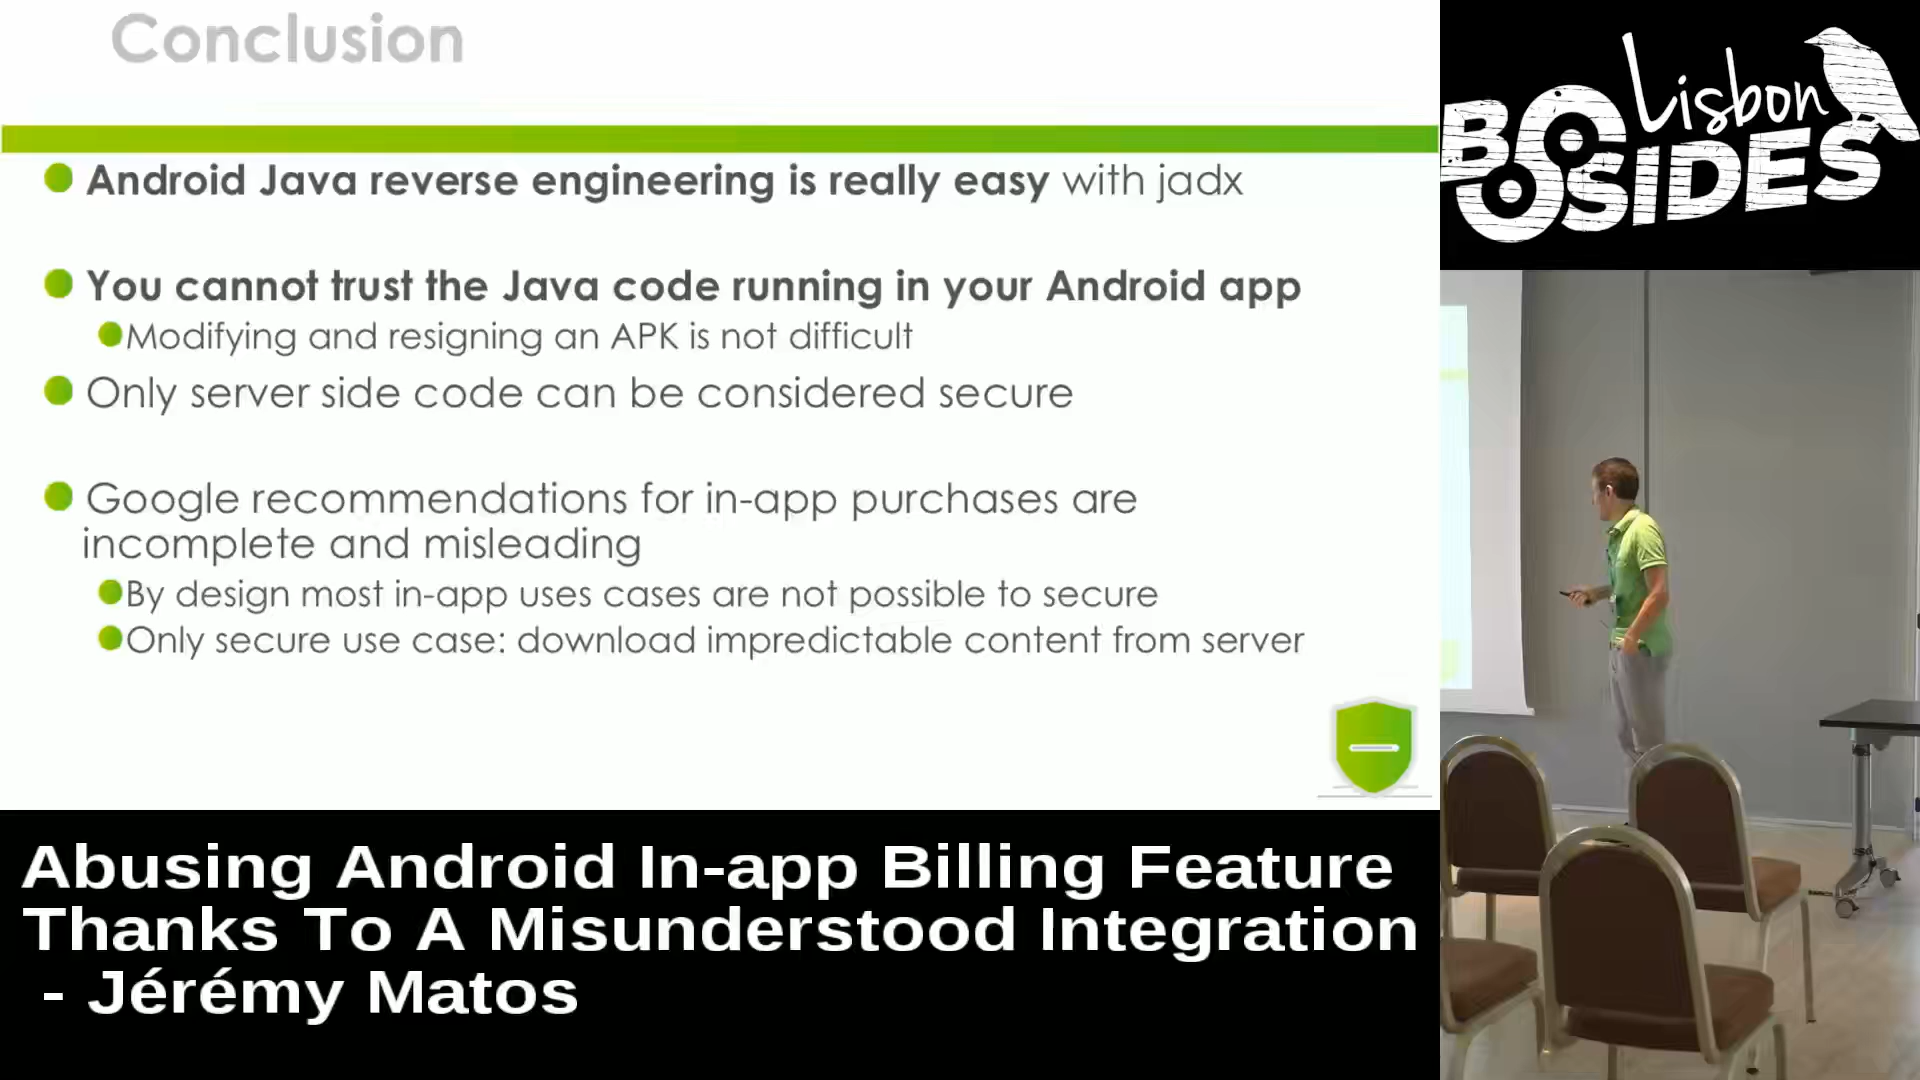 Conclusion
Android Java reverse engineering is really easy with jadx
You cannot trust the Java code running in your Android app
Modifying and resigning an APK is not difficult
Only server side code can be considered secure
Google recommendations for in-app purchases are
incomplete and misleading
By design most in-app uses cases are not possible to secure
Only secure use case: download impredictable content from server
Abusing Android In-app Billing Feature
Thanks To A Misunderstood Integration
- Jérémy Matos
Lisbon
BSIDES